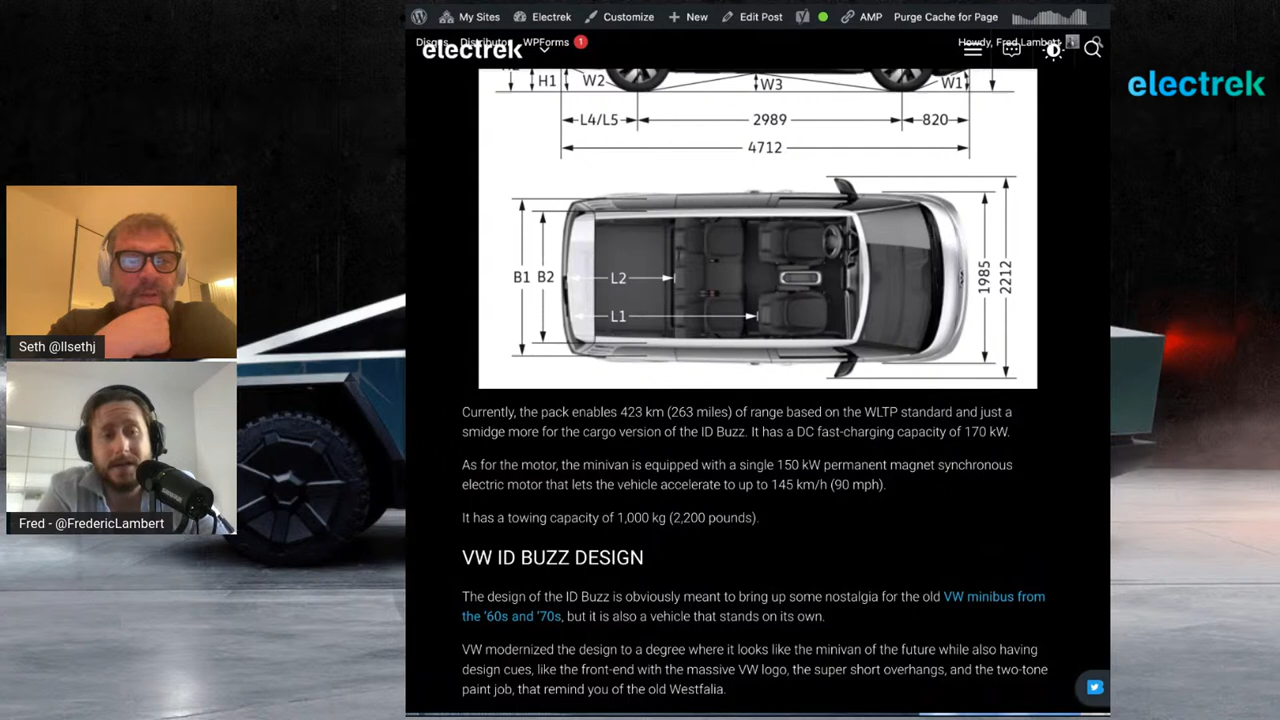 My Sites Electrek Customize New Edit Post AMP Purge Cache for Page
Disqus Distributor WPForms 1 Howdy, Fred Lambert
electrek
electrek
H1 W2 W3 W1
L4/L5 2989 820
4712
B1 B2 L2 L1 1985 2212
Seth @llsethj
Fred - @FredericLambert
Currently, the pack enables 423 km (263 miles) of range based on the WLTP standard and just a
smidge more for the cargo version of the ID Buzz. It has a DC fast-charging capacity of 170 kW.
As for the motor, the minivan is equipped with a single 150 kW permanent magnet synchronous
electric motor that lets the vehicle accelerate to up to 145 km/h (90 mph).
It has a towing capacity of 1,000 kg (2,200 pounds).
VW ID BUZZ DESIGN
The design of the ID Buzz is obviously meant to bring up some nostalgia for the old VW minibus from
the '60s and '70s, but it is also a vehicle that stands on its own.
VW modernized the design to a degree where it looks like the minivan of the future while also having
design cues, like the front-end with the massive VW logo, the super short overhangs, and the two-tone
paint job, that remind you of the old Westfalia.